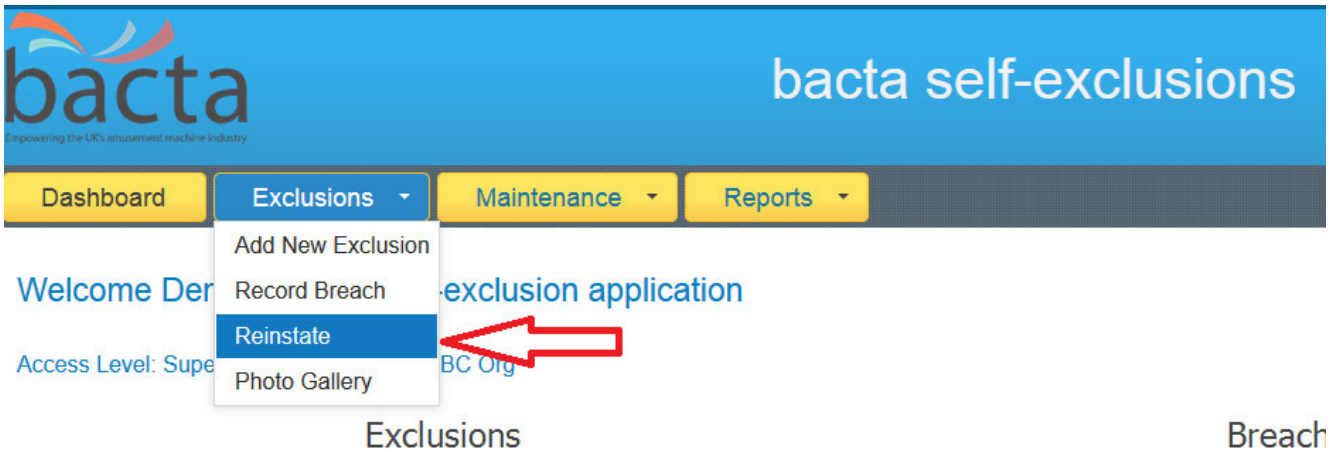 bacta
Empowering the UK's amusement machine industry
bacta self-exclusions
Dashboard Exclusions Maintenance Reports
Add New Exclusion
Record Breach
Reinstate
Photo Gallery
Welcome Der -exclusion application
Access Level: Supe BC Org
Exclusions Breach